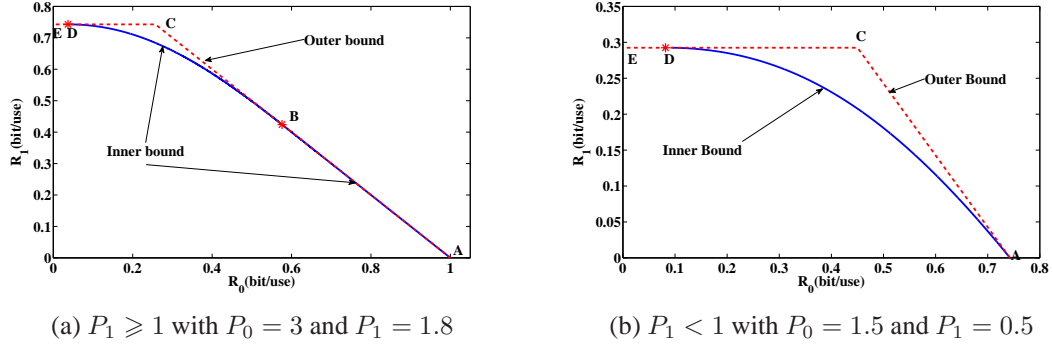 0.8
0.7
0.6
0.5
0.4
0.3
0.2
0.1
0
R1(bit/use)
0 0.2 0.4 0.6 0.8 1
R0(bit/use)
E D
C
Outer bound
B
Inner bound
A
(a) P1 ⩾ 1 with P0 = 3 and P1 = 1.8
0.35
0.3
0.25
0.2
0.15
0.1
0.05
0
R1(bit/use)
0 0.1 0.2 0.3 0.4 0.5 0.6 0.7 0.8
R0(bit/use)
E D
C
Outer Bound
Inner Bound
A
(b) P1 < 1 with P0 = 1.5 and P1 = 0.5